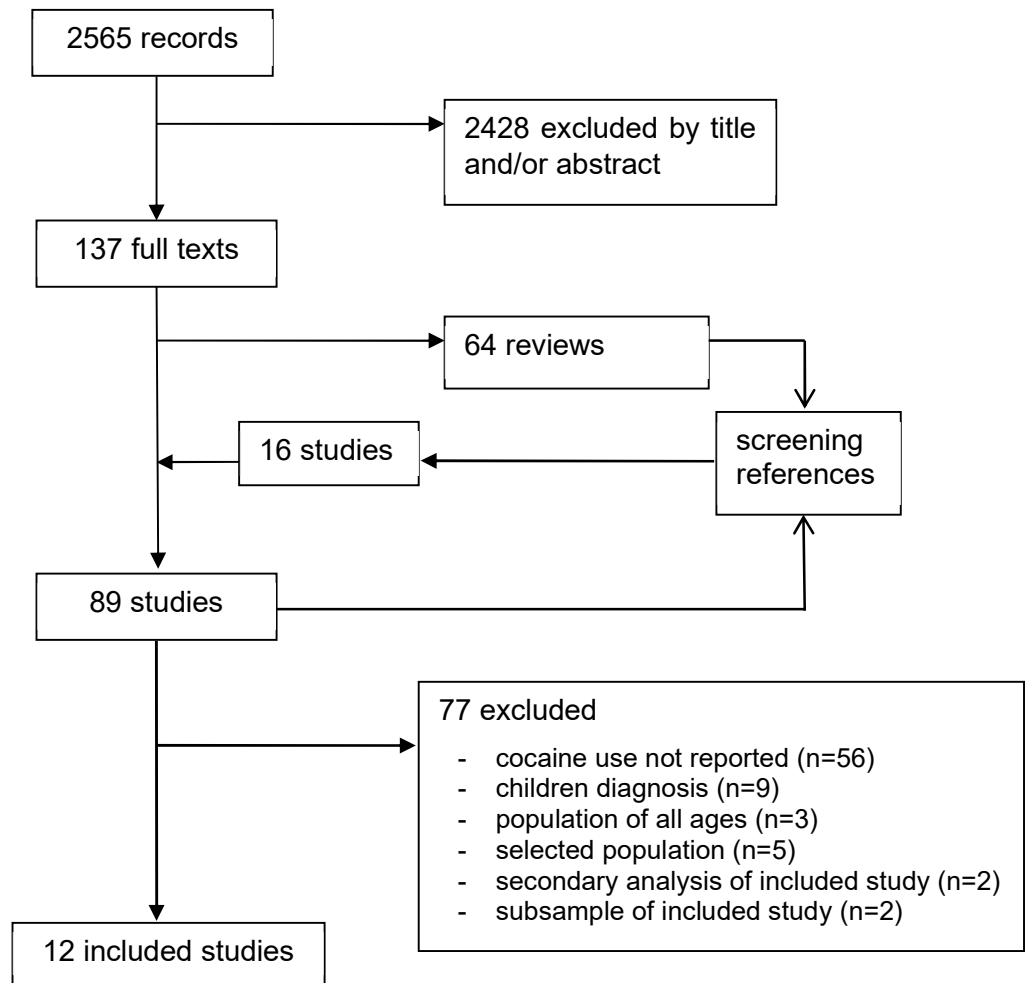 2565 records
2428 excluded by title
and/or abstract
137 full texts
64 reviews
16 studies
screening
references
89 studies
77 excluded
- cocaine use not reported (n=56)
- children diagnosis (n=9)
- population of all ages (n=3)
- selected population (n=5)
- secondary analysis of included study (n=2)
- subsample of included study (n=2)
12 included studies